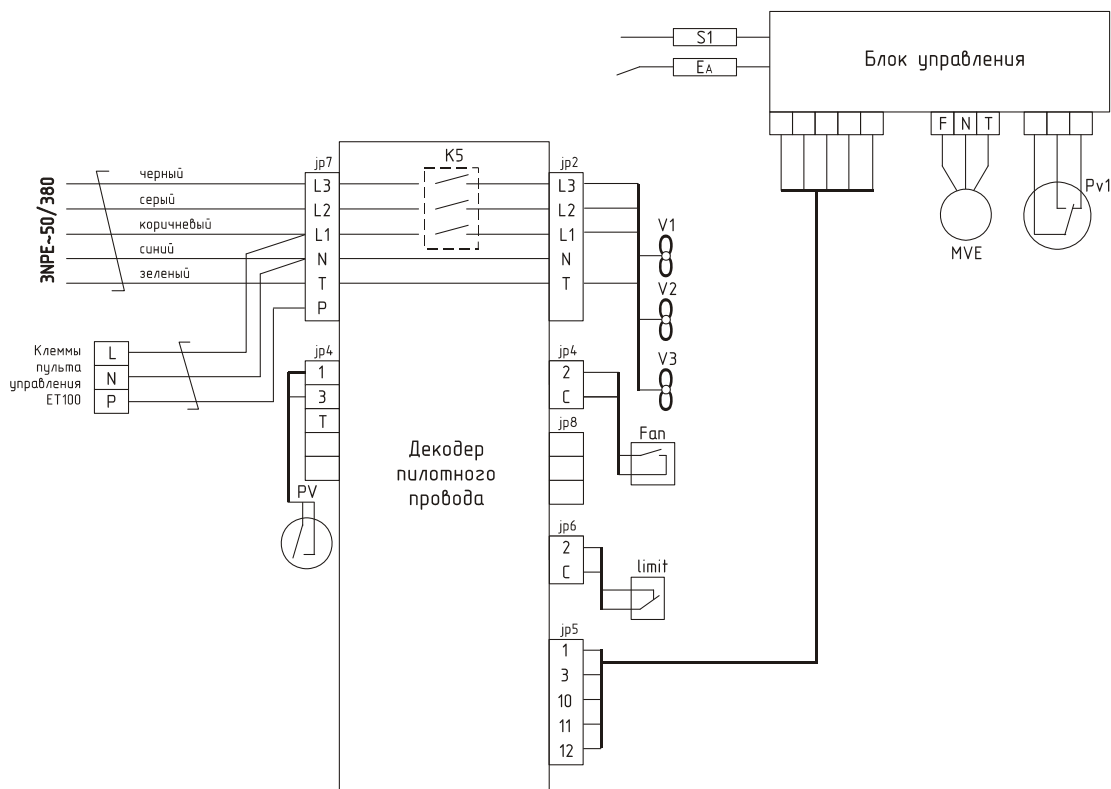 S1
EA
Блок управления
F N T
Pv1
MVE
3NPE~50/380
черный
серый
коричневый
синий
зеленый
jp7
L3
L2
L1
N
T
P
K5
jp2
L3
L2
L1
N
T
V1
V2
V3
Клеммы
пульта
управления
ET100
L
N
P
jp4
1
3
T
PV
Декодер
пилотного
провода
jp4
2
C
jp8
Fan
jp6
2
C
limit
jp5
1
3
10
11
12